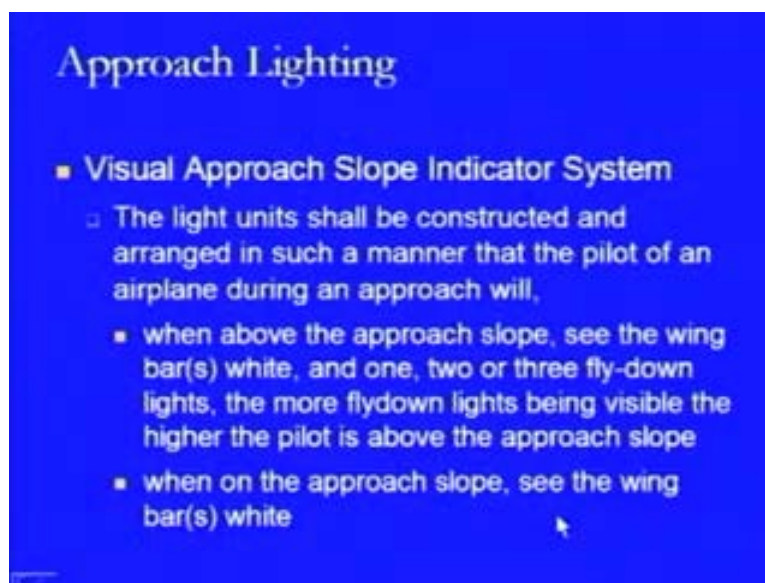 Approach Lighting
Visual Approach Slope Indicator System
The light units shall be constructed and
arranged in such a manner that the pilot of an
airplane during an approach will,
when above the approach slope, see the wing
bar(s) white, and one, two or three fly-down
lights, the more flydown lights being visible the
higher the pilot is above the approach slope
when on the approach slope, see the wing
bar(s) white